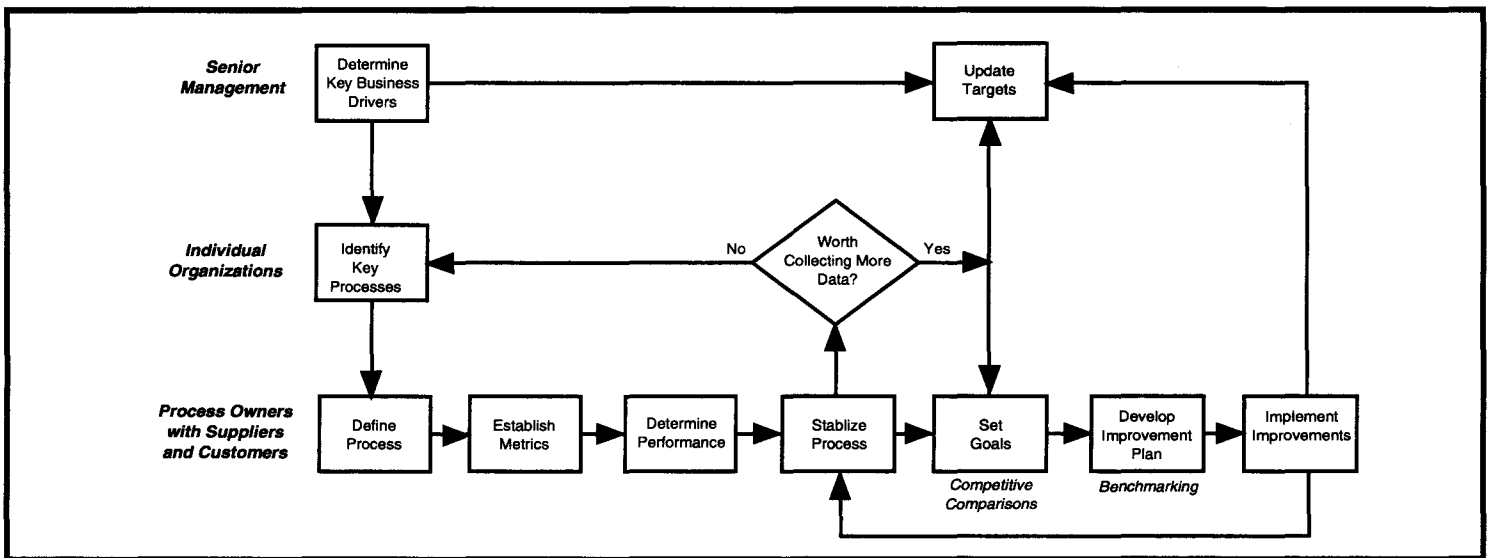 Senior
Management
Determine
Key Business
Drivers
Update
Targets
Individual
Organizations
Identify
Key
Processes
No
Worth
Collecting More
Data?
Yes
Process Owners
with Suppliers
and Customers
Define
Process
Establish
Metrics
Determine
Performance
Stablize
Process
Set
Goals
Develop
Improvement
Plan
Implement
Improvements
Competitive
Comparisons
Benchmarking